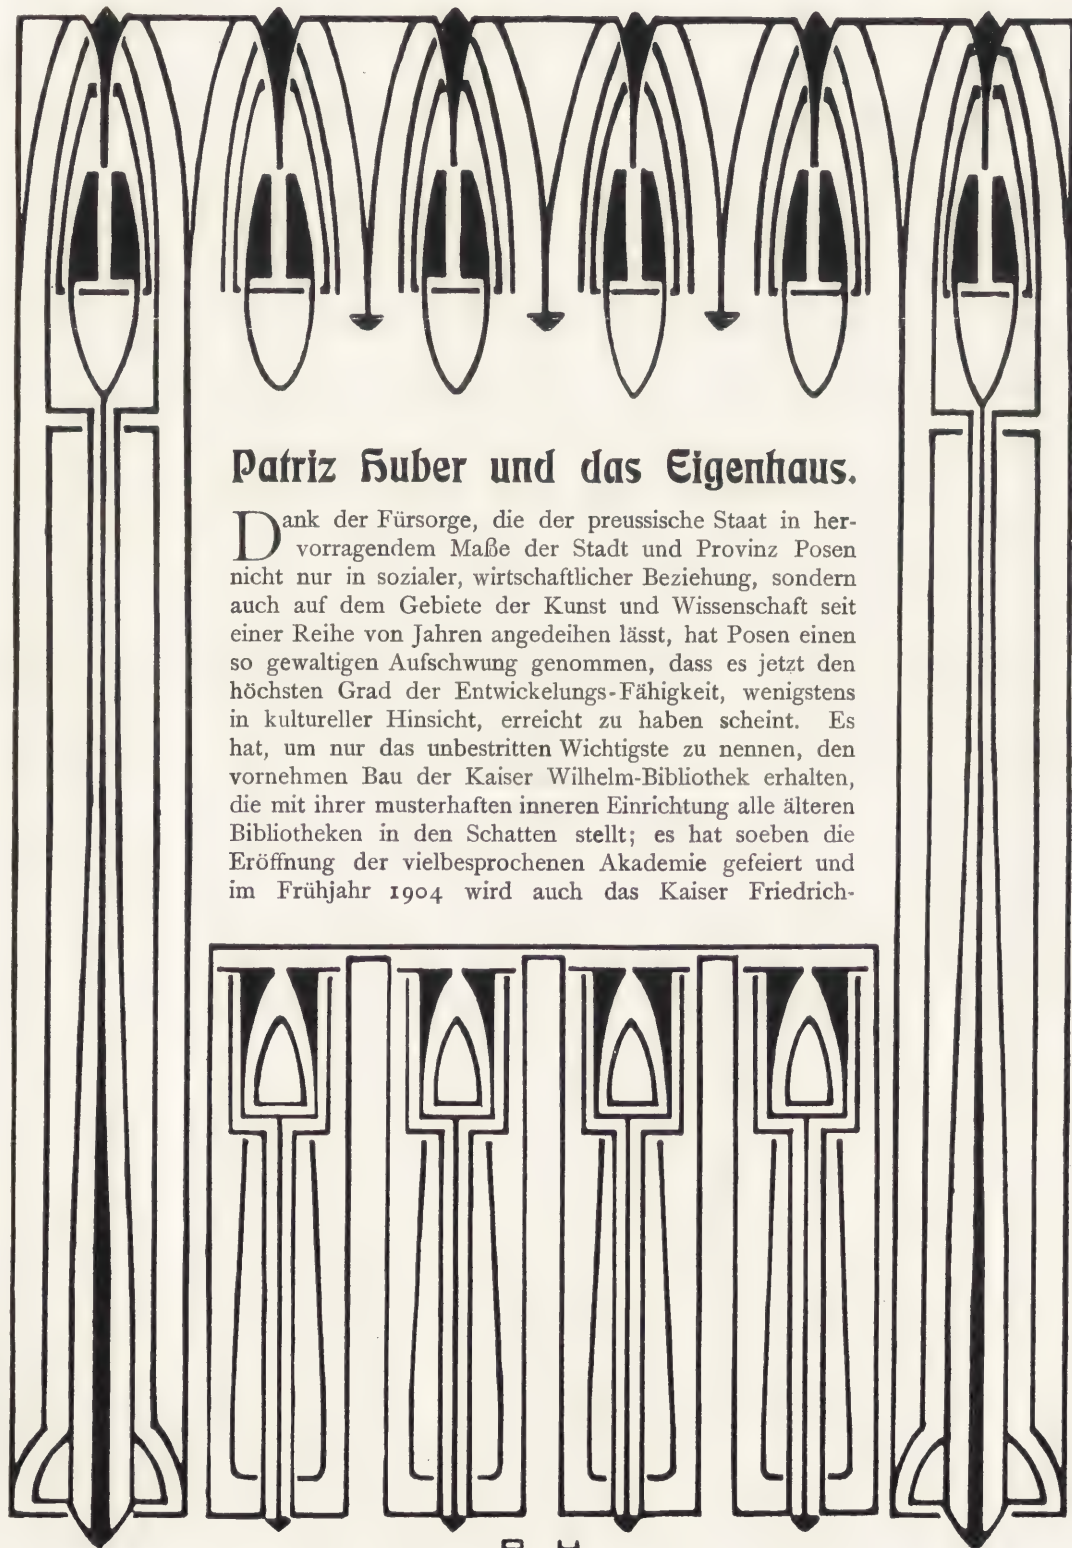 Patriz Huber und das Eigenhaus.
Dank der Fürsorge, die der preussische Staat in her-
vorragendem Maße der Stadt und Provinz Posen
nicht nur in sozialer, wirtschaftlicher Beziehung, sondern
auch auf dem Gebiete der Kunst und Wissenschaft seit
einer Reihe von Jahren angedeihen lässt, hat Posen einen
so gewaltigen Aufschwung genommen, dass es jetzt den
höchsten Grad der Entwickelungs-Fähigkeit, wenigstens
in kultureller Hinsicht, erreicht zu haben scheint. Es
hat, um nur das unbestritten Wichtigste zu nennen, den
vornehmen Bau der Kaiser Wilhelm-Bibliothek erhalten,
die mit ihrer musterhaften inneren Einrichtung alle älteren
Bibliotheken in den Schatten stellt; es hat soeben die
Eröffnung der vielbesprochenen Akademie gefeiert und
im Frühjahr 1904 wird auch das Kaiser Friedrich-